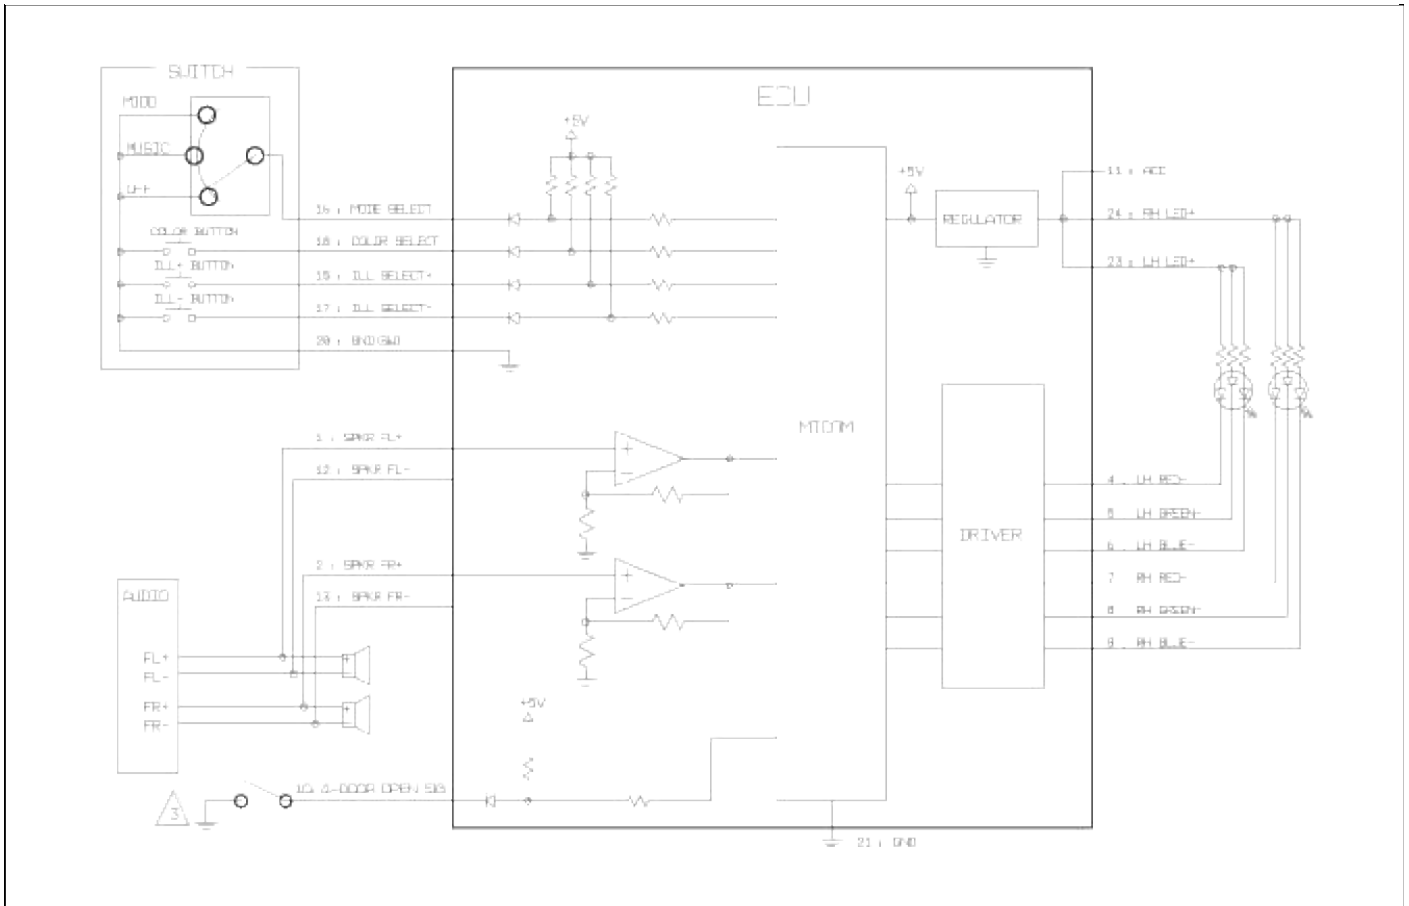 SWITCH
MOOD
MUSIC
OFF
COLOR BUTTON
ILL+ BUTTON
ILL- BUTTON
16 : MODE SELECT
18 : COLOR SELECT
15 : ILL SELECT+
17 : ILL SELECT-
20 : GND(SW)
ECU
+5V
+5V
REGULATOR
11 : ACC
24 : RH LED+
23 : LH LED+
MICOM
DRIVER
4 . LH RED-
5 LH GREEN-
6 . LH BLUE-
7 RH RED-
8 RH GREEN-
9 . RH BLUE-
1 : SPKR FL+
12 : SPKR FL-
2 : SPKR FR+
13 : SPKR FR-
AUDIO
FL+
FL-
FR+
FR-
+5V
10: 4-DOOR OPEN SIG
3
21 : GND